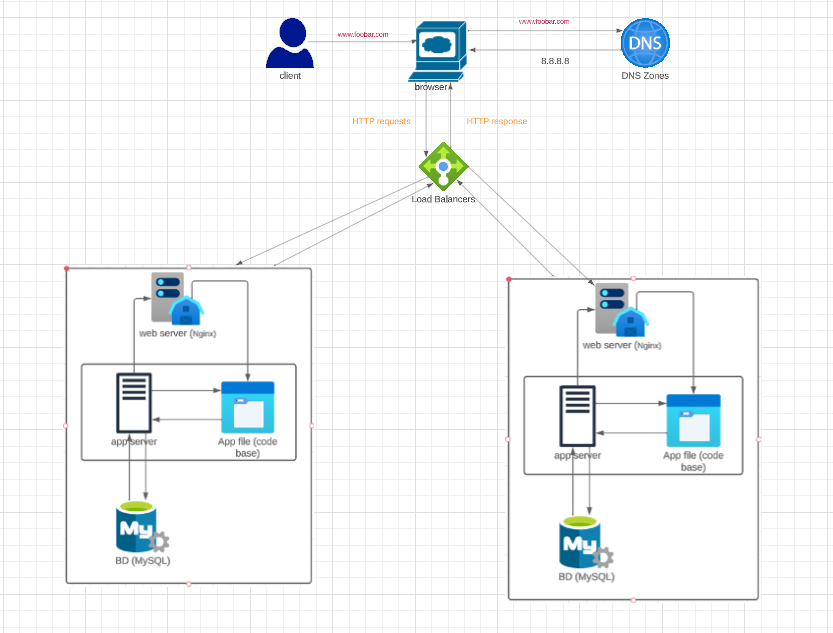 www.foobar.com
www.foobar.com
DNS
8.8.8.8
client
browser
DNS Zones
HTTP requests
HTTP response
Load Balancers
web server (Nginx)
app server
App file (code
base)
My
BD (MySQL)
web server (Nginx)
app server
App file (code
base)
My
BD (MySQL)